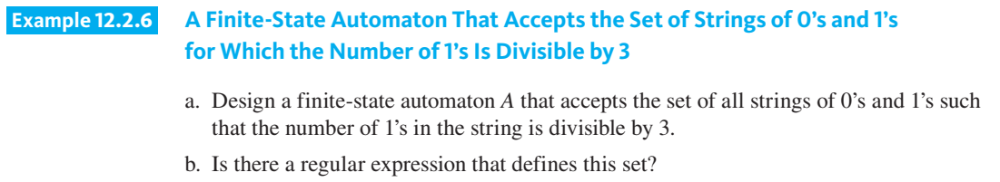 Example 12.2.6 A Finite-State Automaton That Accepts the Set of Strings of 0's and 1's
for Which the Number of 1's Is Divisible by 3
a. Design a finite-state automaton A that accepts the set of all strings of 0's and 1's such
that the number of 1's in the string is divisible by 3.
b. Is there a regular expression that defines this set?